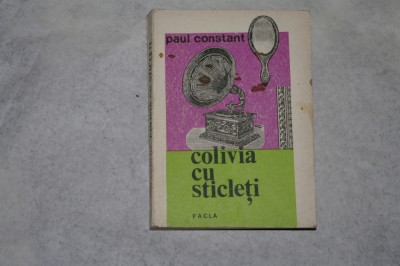 paul constant
colivia
cu
sticleți
FACLA